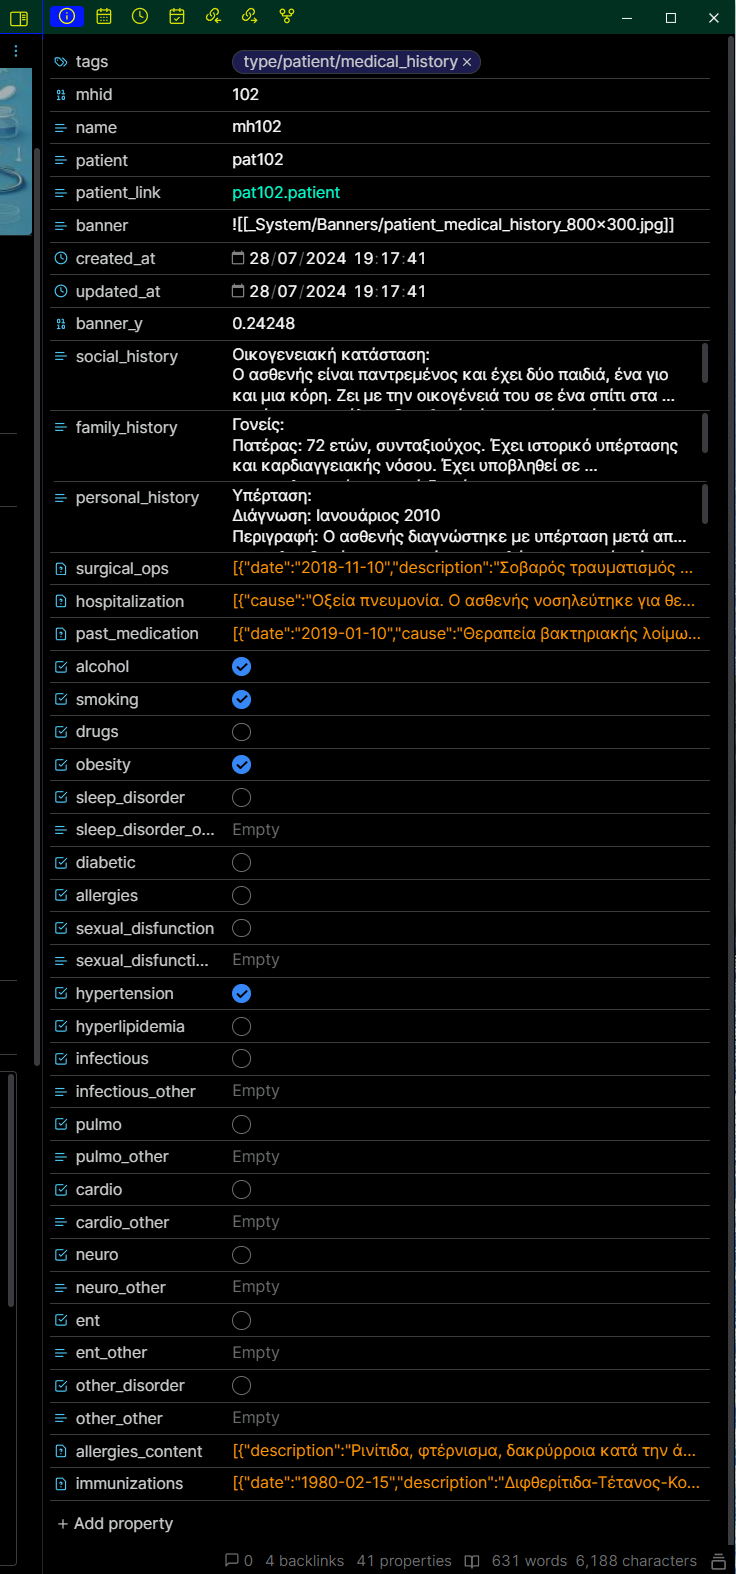 tags type/patient/medical_history ×
mhid 102
name mh102
patient pat102
patient_link pat102.patient
banner ![[_System/Banners/patient_medical_history_800x300.jpg]]
created_at 28/07/2024 19:17:41
updated_at 28/07/2024 19:17:41
banner_y 0.24248
social_history Οικογενειακή κατάσταση:
Ο ασθενής είναι παντρεμένος και έχει δύο παιδιά, ένα γιο
και μια κόρη. Ζει με την οικογένειά του σε ένα σπίτι στα ...
family_history Γονείς:
Πατέρας: 72 ετών, συνταξιούχος. Έχει ιστορικό υπέρτασης
και καρδιαγγειακής νόσου. Έχει υποβληθεί σε ...
personal_history Υπέρταση:
Διάγνωση: Ιανουάριος 2010
Περιγραφή: Ο ασθενής διαγνώστηκε με υπέρταση μετά απ...
surgical_ops [{"date":"2018-11-10","description":"Σοβαρός τραυματισμός ...
hospitalization [{"cause":"Οξεία πνευμονία. Ο ασθενής νοσηλεύτηκε για θε...
past_medication [{"date":"2019-01-10","cause":"Θεραπεία βακτηριακής λοίμω...
alcohol
smoking
drugs
obesity
sleep_disorder
sleep_disorder_o... Empty
diabetic
allergies
sexual_disfunction
sexual_disfuncti... Empty
hypertension
hyperlipidemia
infectious
infectious_other Empty
pulmo
pulmo_other Empty
cardio
cardio_other Empty
neuro
neuro_other Empty
ent
ent_other Empty
other_disorder
other_other Empty
allergies_content [{"description":"Ρινίτιδα, φτέρνισμα, δακρύρροια κατά την ά...
immunizations [{"date":"1980-02-15","description":"Διφθερίτιδα-Τέτανος-Κο...
+ Add property
0 4 backlinks 41 properties 631 words 6,188 characters